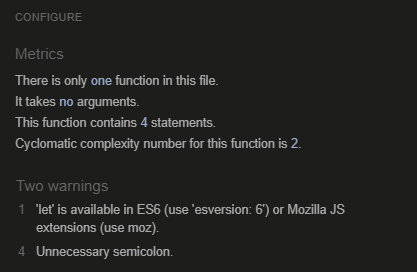 CONFIGURE
Metrics
There is only one function in this file.
It takes no arguments.
This function contains 4 statements.
Cyclomatic complexity number for this function is 2.
Two warnings
1 'let' is available in ES6 (use 'esversion: 6') or Mozilla JS
extensions (use moz).
4 Unnecessary semicolon.